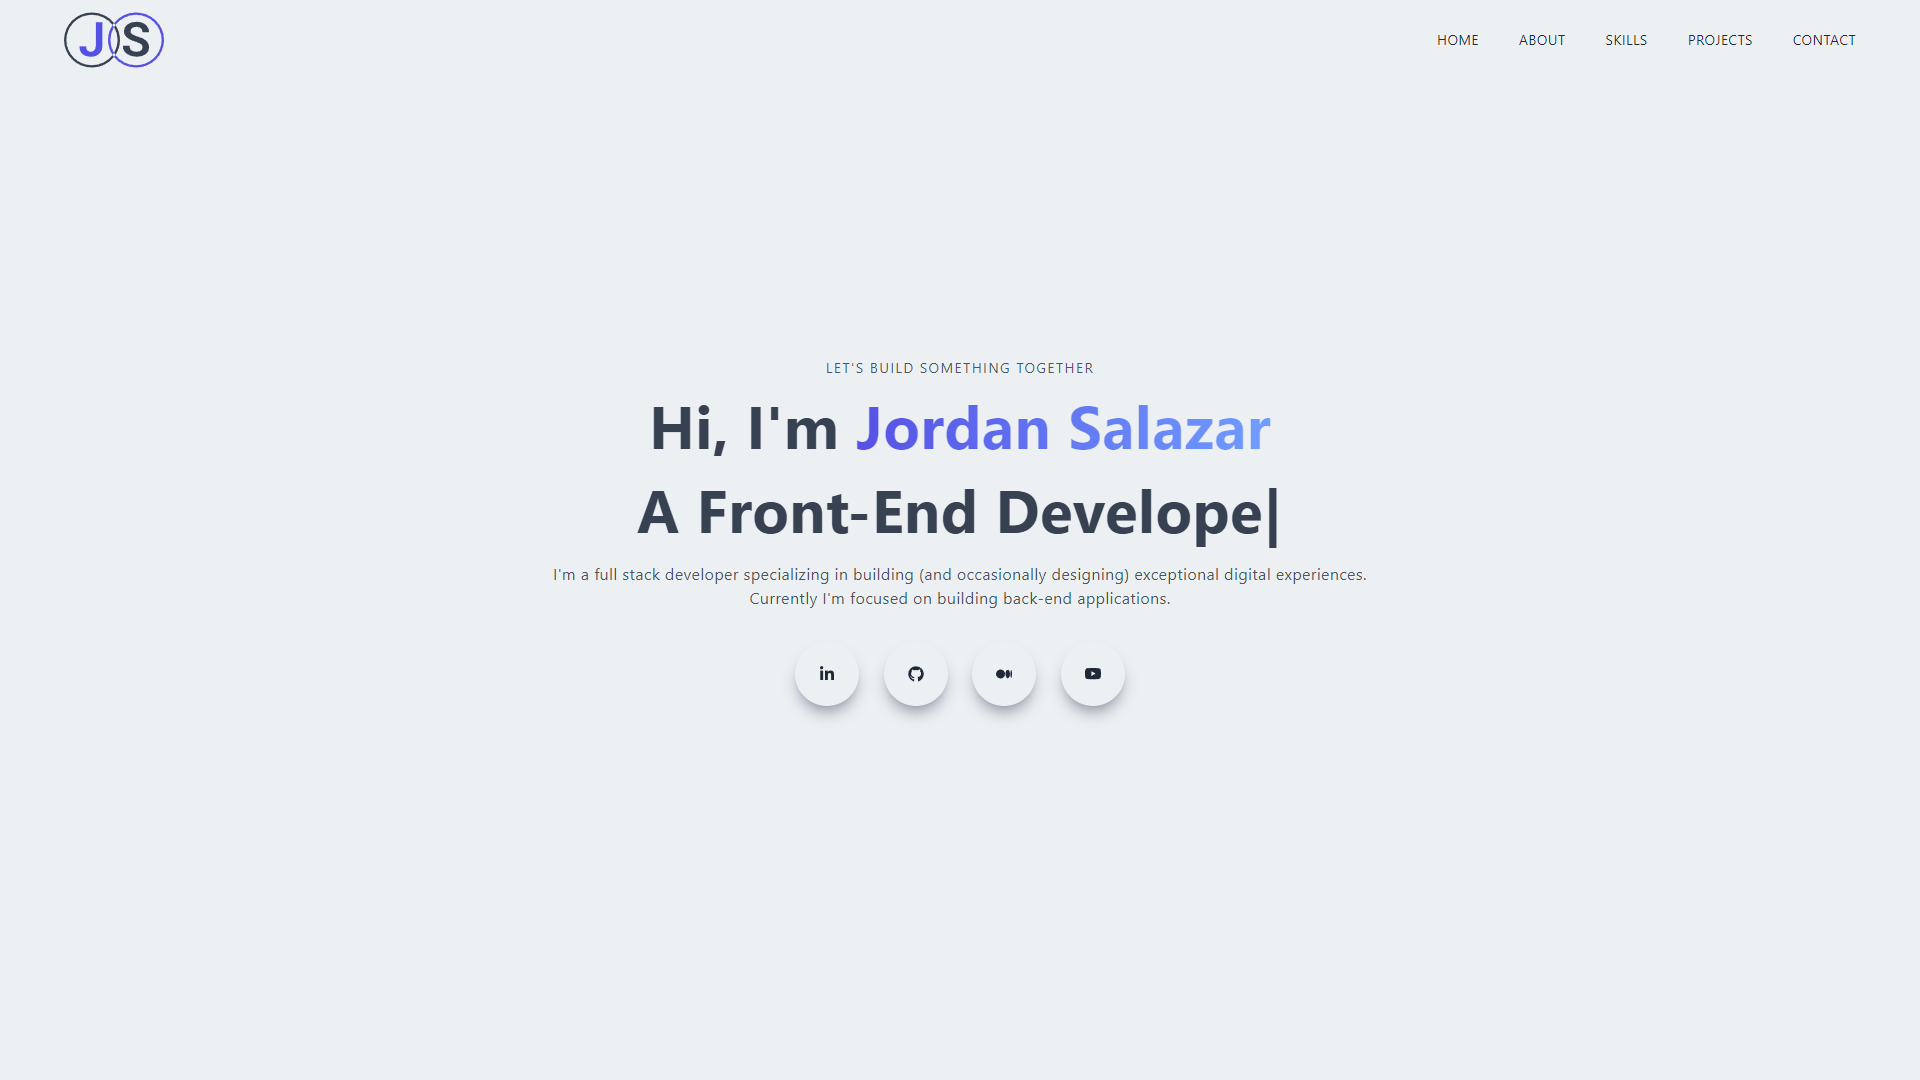 JS
HOME ABOUT SKILLS PROJECTS CONTACT
LET'S BUILD SOMETHING TOGETHER
Hi, I'm Jordan Salazar
A Front-End Develope|
I'm a full stack developer specializing in building (and occasionally designing) exceptional digital experiences.
Currently I'm focused on building back-end applications.
in